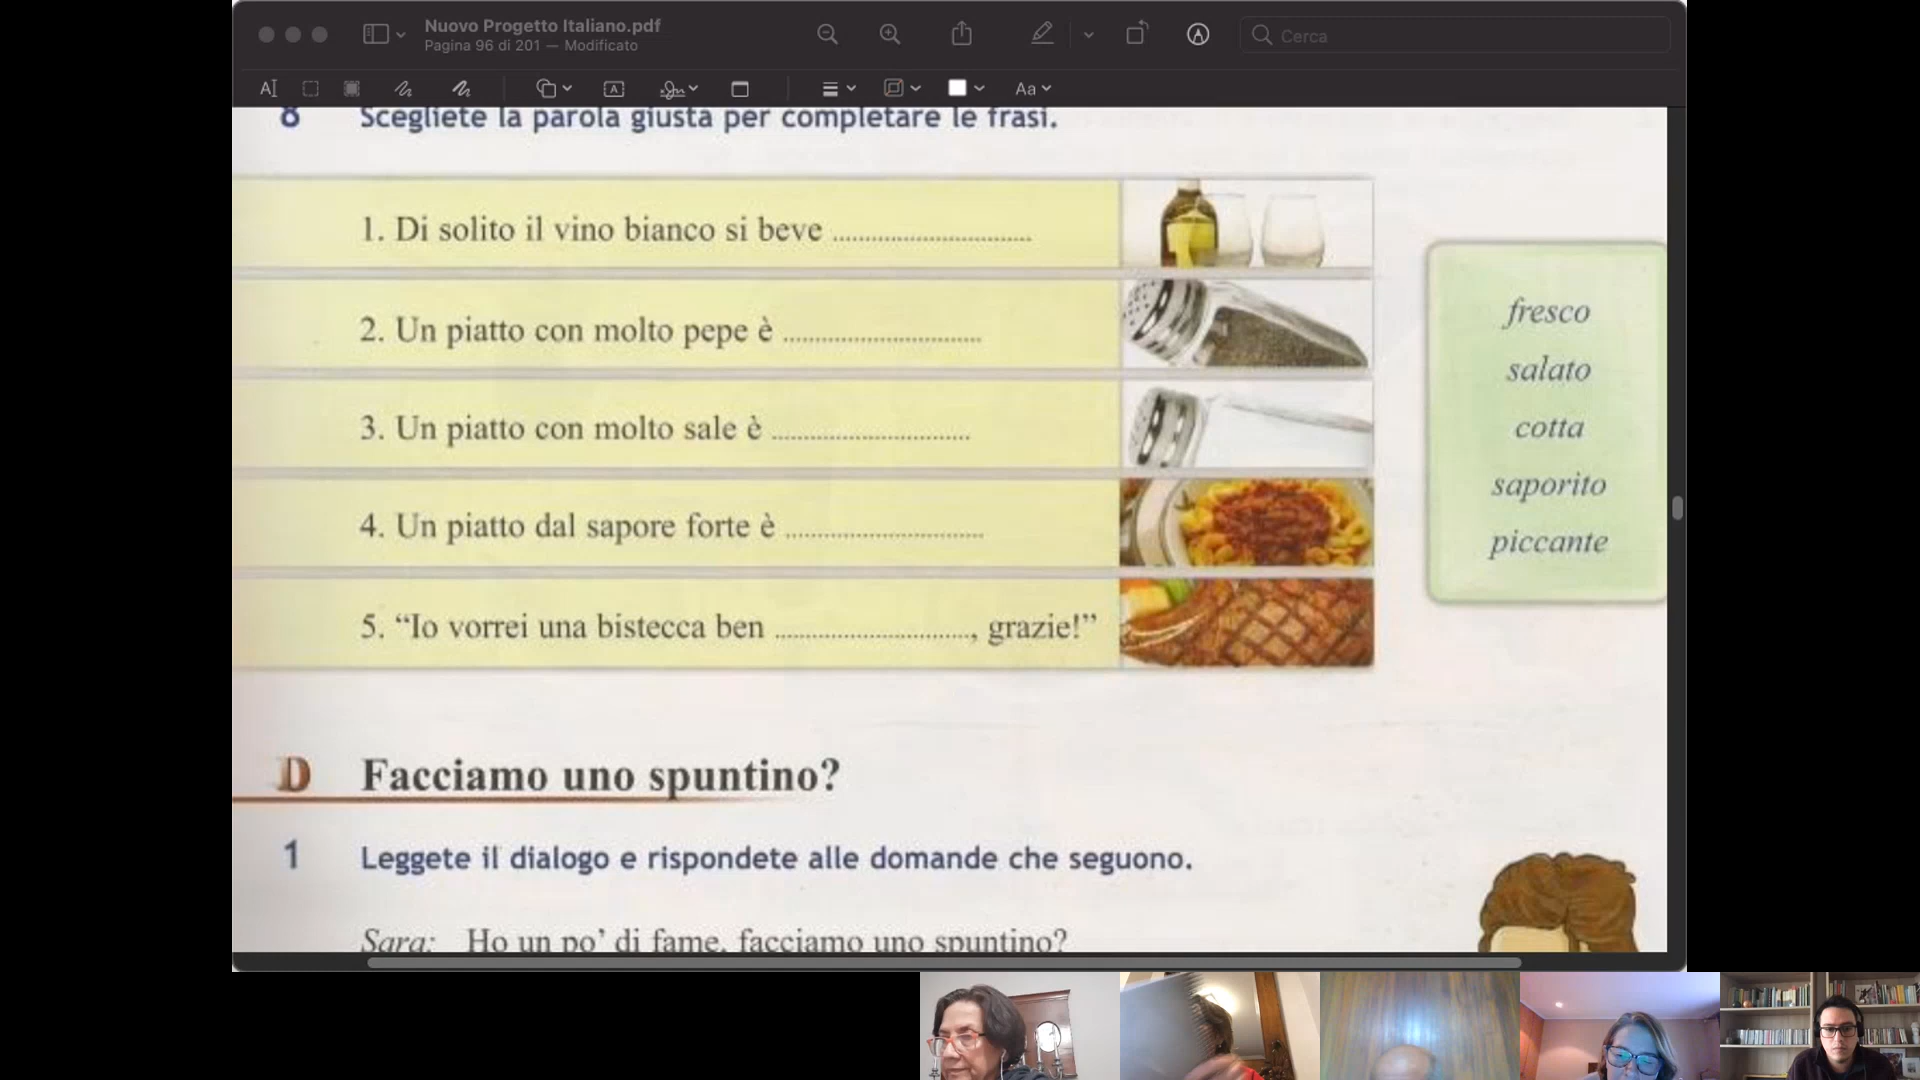 Nuovo Progetto Italiano.pdf
Pagina 96 di 201 — Modificato
Cerca
A
Aa
8 Scegliete la parola giusta per completare le frasi.
1. Di solito il vino bianco si beve ................................
2. Un piatto con molto pepe è ................................
3. Un piatto con molto sale è ................................
4. Un piatto dal sapore forte è ................................
5. “Io vorrei una bistecca ben ................................, grazie!”
fresco
salato
cotta
saporito
piccante
D Facciamo uno spuntino?
1 Leggete il dialogo e rispondete alle domande che seguono.
Sara: Ho un po’ di fame, facciamo uno spuntino?